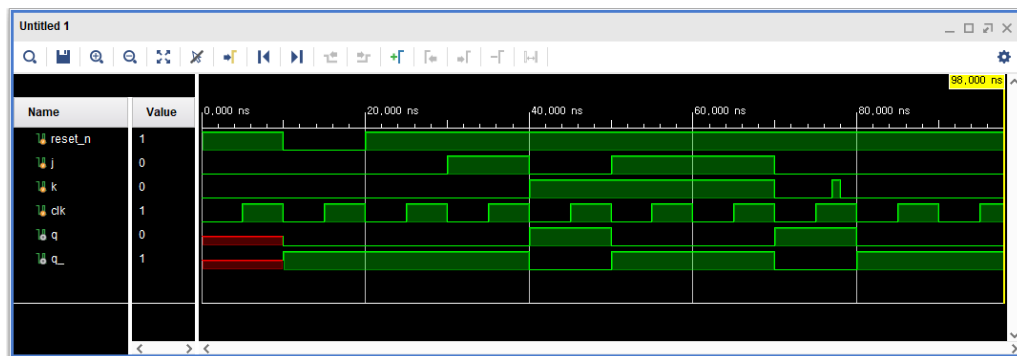 Untitled 1
98,000 ns
Name Value 0,000 ns 20,000 ns 40,000 ns 60,000 ns 80,000 ns
reset_n 1
j 0
k 0
clk 1
q 0
q_ 1